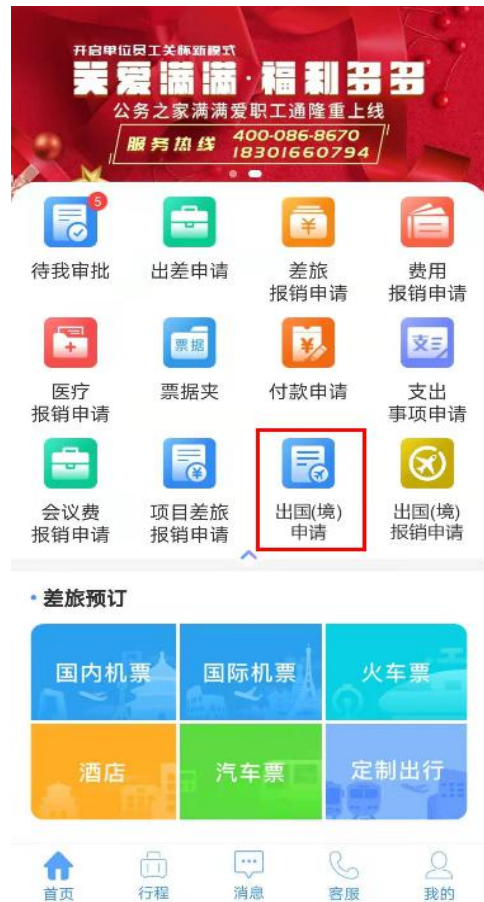 开启单位员工关怀新模式
关爱满满·福利多多
公务之家满满爱职工通隆重上线
服务热线 400-086-8670
18301660794
5
待我审批 出差申请 差旅 费用
报销申请 报销申请
票据
支
医疗 票据夹 付款申请 支出
报销申请 事项申请
会议费 项目差旅 出国(境) 出国(境)
报销申请 报销申请 申请 报销申请
差旅预订
国内机票 国际机票 火车票
酒店 汽车票 定制出行
首页 行程 消息 客服 我的